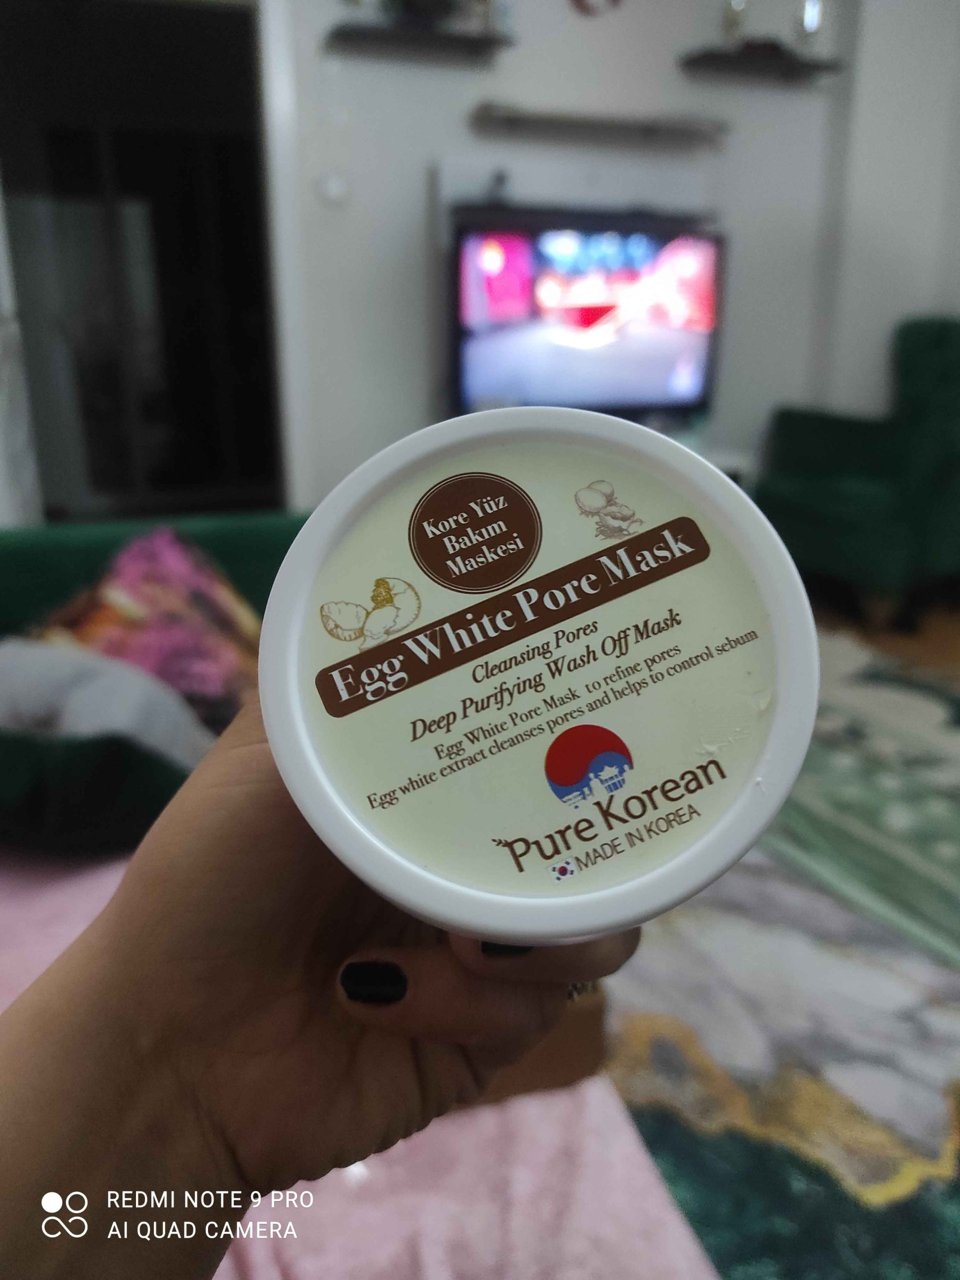 Kore Yüz
Bakım
Maskesi
Egg White Pore Mask
Cleansing Pores
Deep Purifying Wash Off Mask
Egg White Pore Mask to refine pores
Egg white extract cleanses pores and helps to control sebum
Pure Korean
MADE IN KOREA
REDMI NOTE 9 PRO
AI QUAD CAMERA